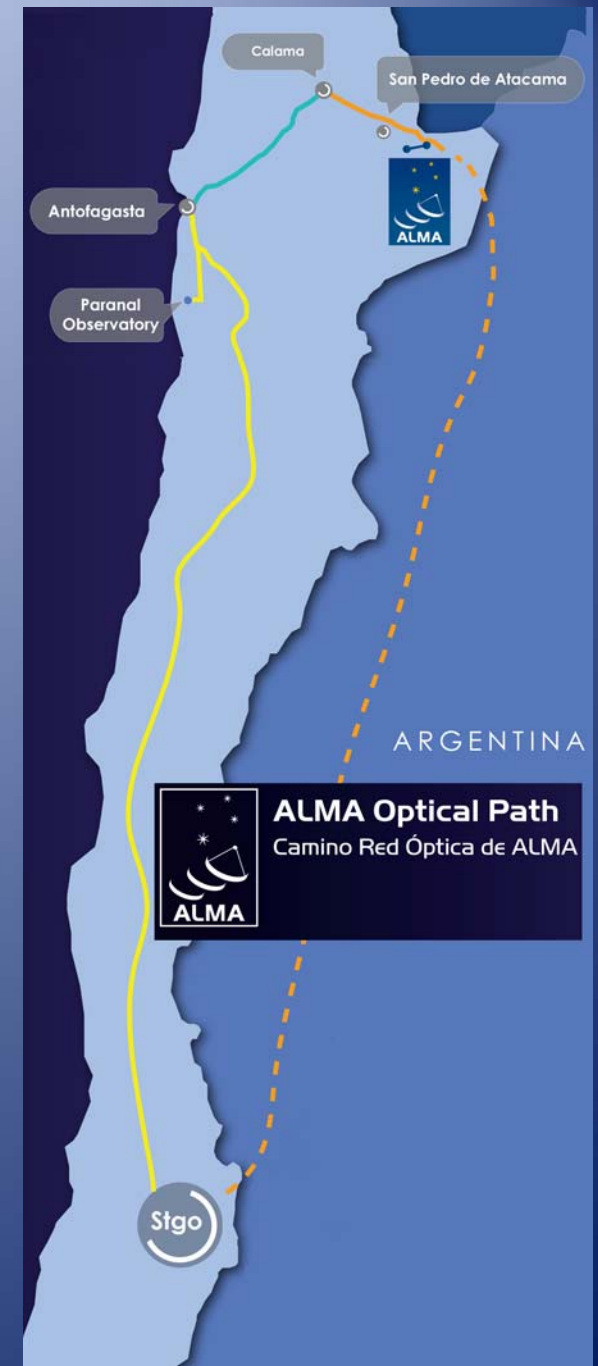 Calama
San Pedro de Atacama
ALMA
Antofagasta
Paranal
Observatory
ARGENTINA
ALMA Optical Path
Camino Red Óptica de ALMA
ALMA
Stgo